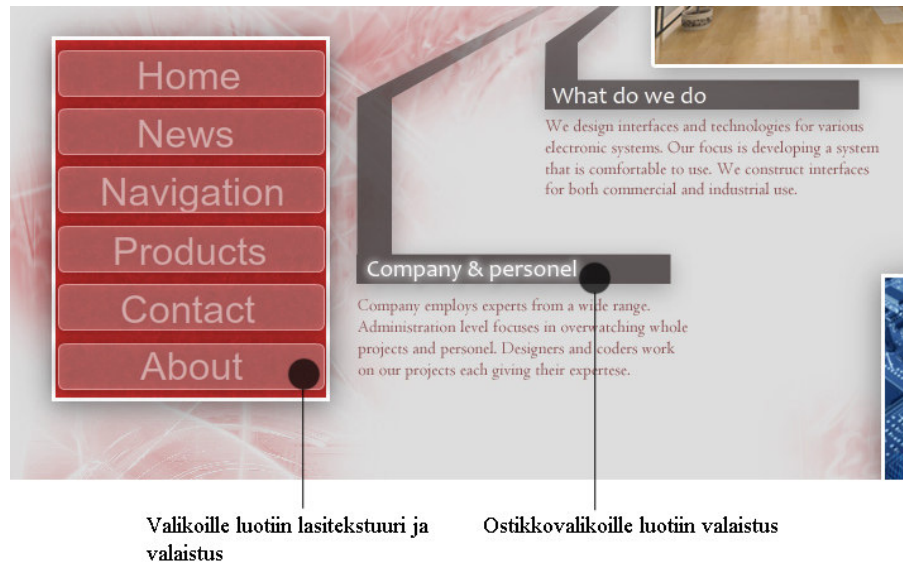 Home
News
Navigation
Products
Contact
About
What do we do
We design interfaces and technologies for various
electronic systems. Our focus is developing a system
that is comfortable to use. We construct interfaces
for both commercial and industrial use.
Company & personel
Company employs experts from a wide range.
Administration level focuses in overwatching whole
projects and personel. Designers and coders work
on our projects each giving their expertese.
Valikoille luotiin lasitekstuuri ja
valaistus
Ostikkovalikoille luotiin valaistus